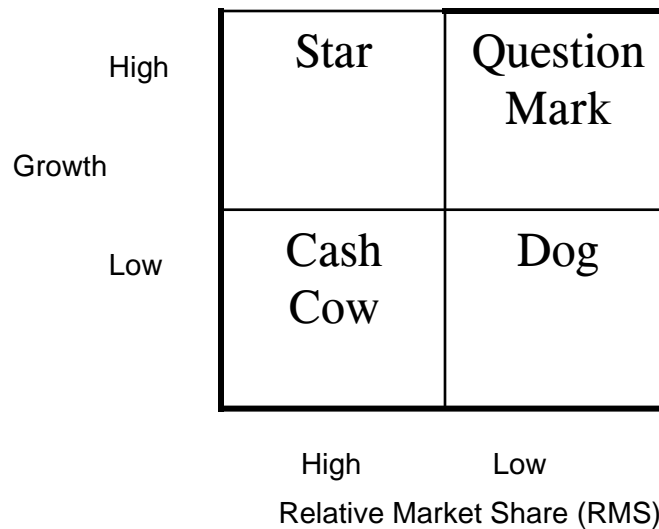 High
Star
Question
Mark
Growth
Low
Cash
Cow
Dog
High
Low
Relative Market Share (RMS)